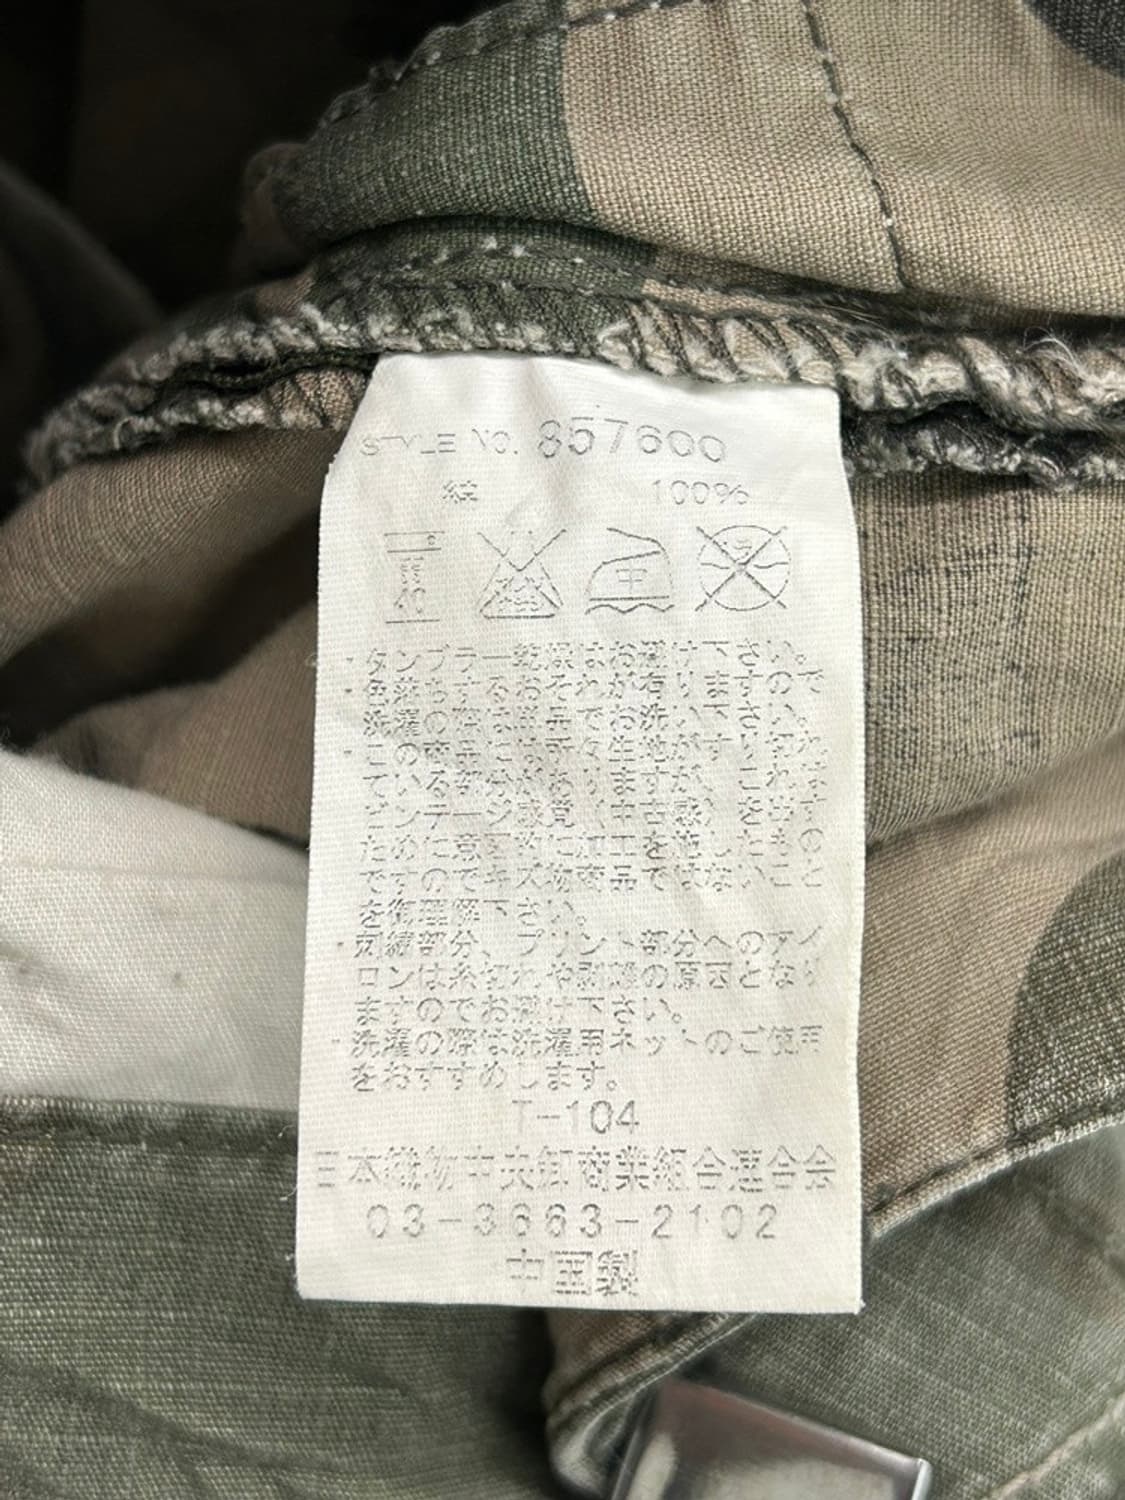 STYLE NO. 857600
綿 100%
40
中
・タンブラー乾燥はお避け下さい。
・色落ちするおそれが有りますので
洗濯の際は単品でお洗い下さい。
・この商品には所々生地がすり切れ
ている部分がありますが、これは
ビンテージ感覚(中古感)を出す
ために意図的に加工を施したもの
ですのでキズ物商品ではないこと
を御理解下さい。
・刺繍部分、プリント部分へのアイ
ロンは糸切れや剥離の原因となり
ますのでお避け下さい。
・洗濯の際は洗濯用ネットのご使用
をおすすめします。
T-104
日本織物中央卸商業組合連合会
03-3663-2102
中国製